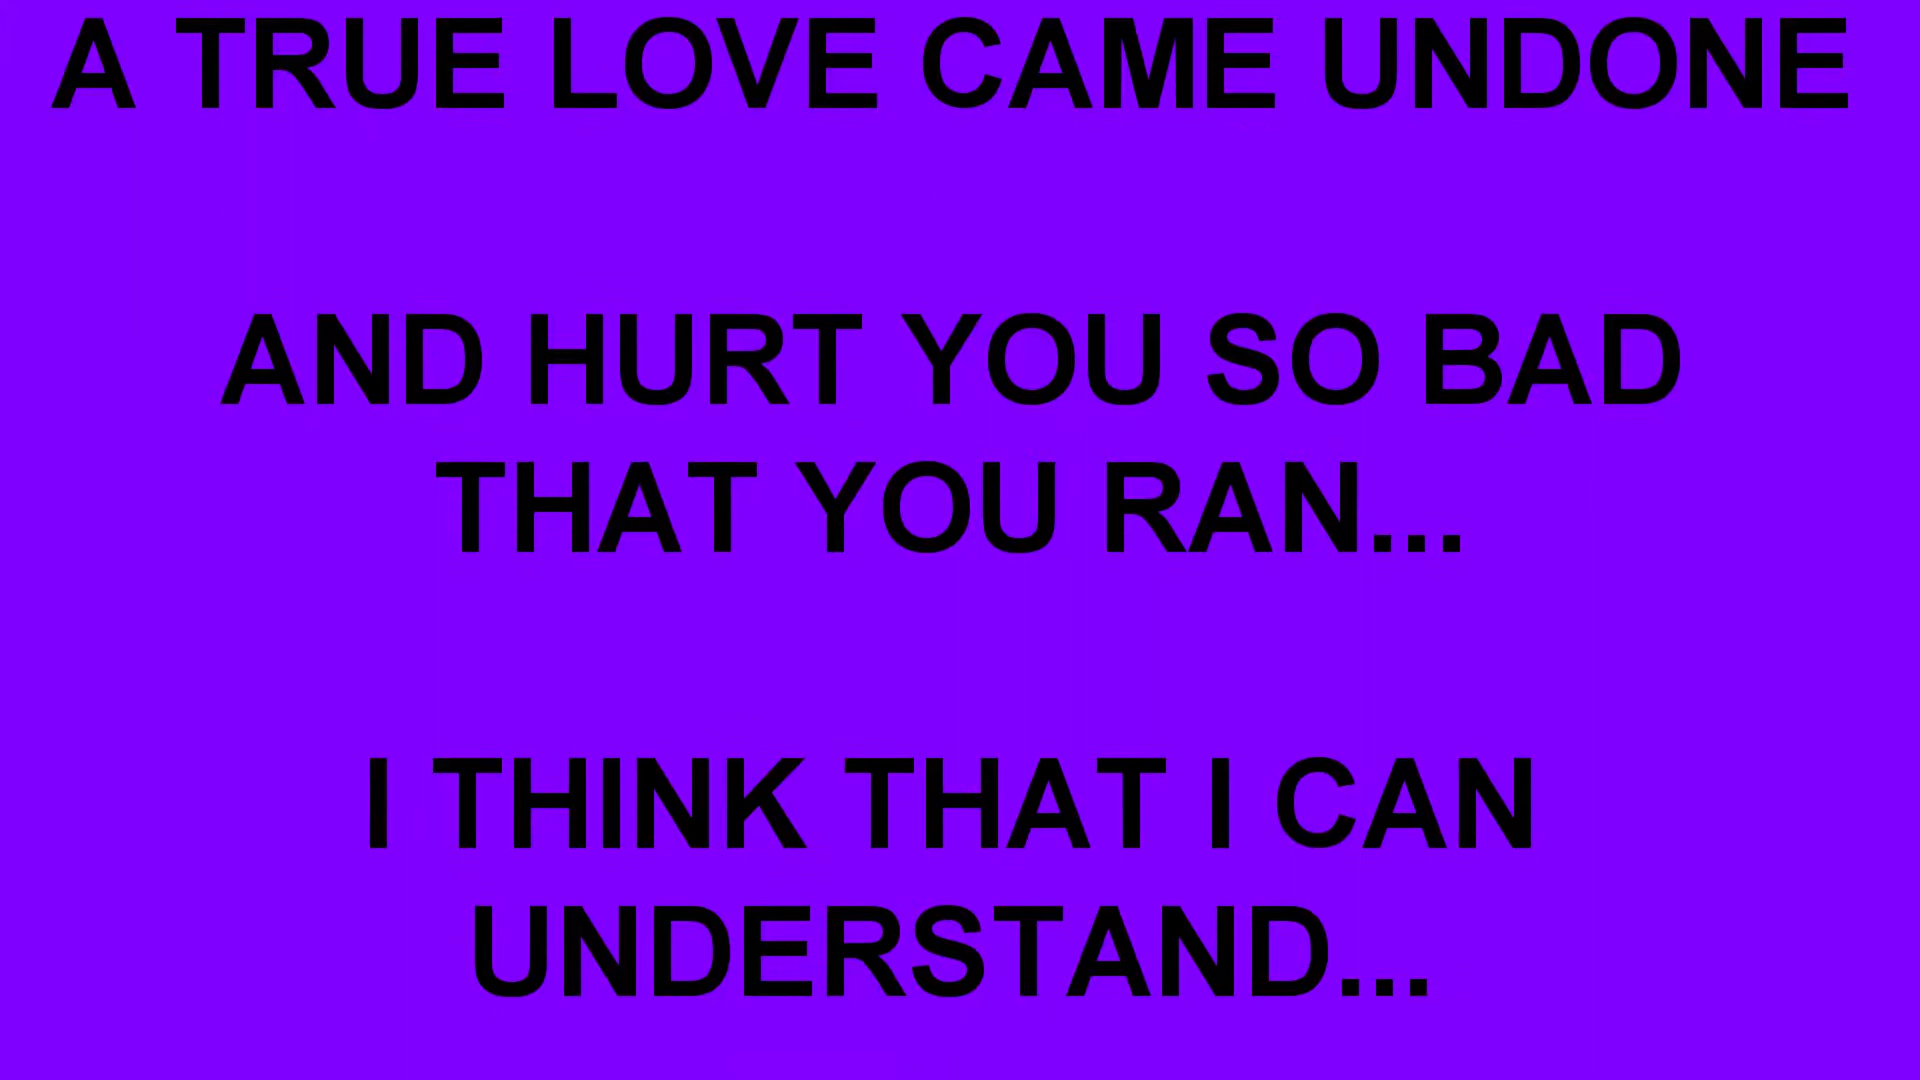 A TRUE LOVE CAME UNDONE
AND HURT YOU SO BAD
THAT YOU RAN...
I THINK THAT I CAN
UNDERSTAND...